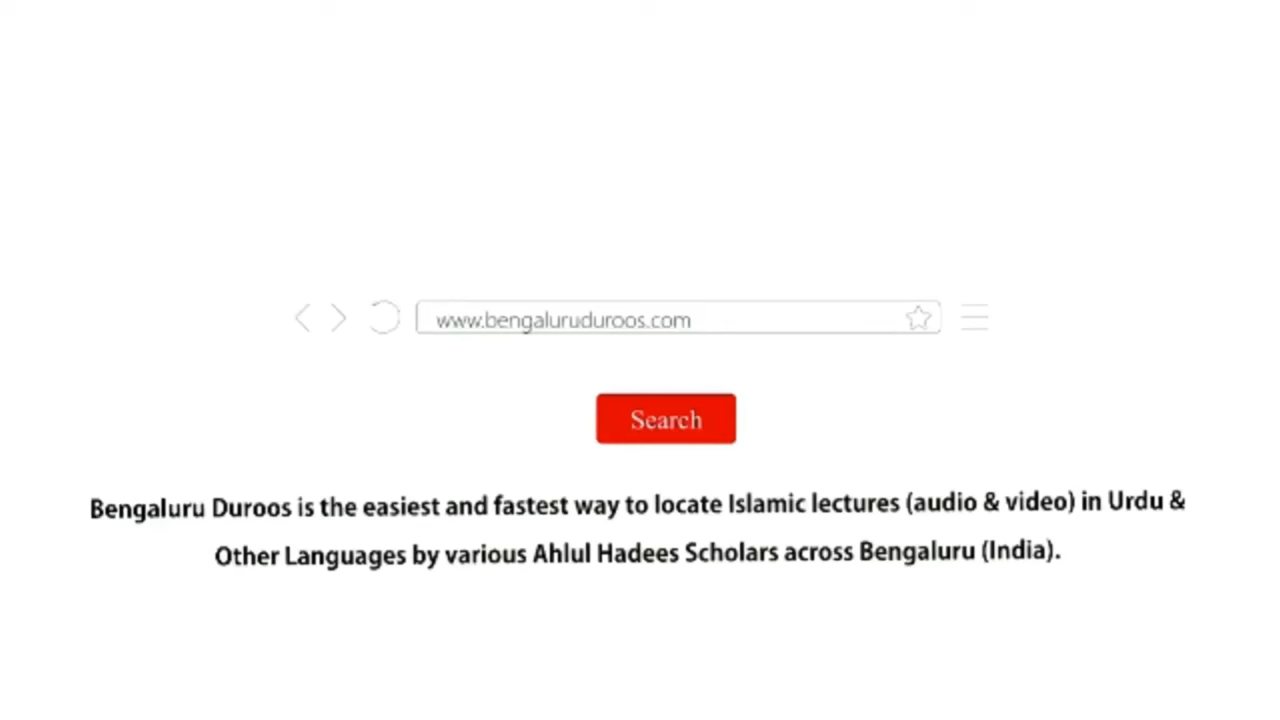 www.bengaluruduroos.com
Search
Bengaluru Duroos is the easiest and fastest way to locate Islamic lectures (audio & video) in Urdu &
Other Languages by various Ahlul Hadees Scholars across Bengaluru (India).